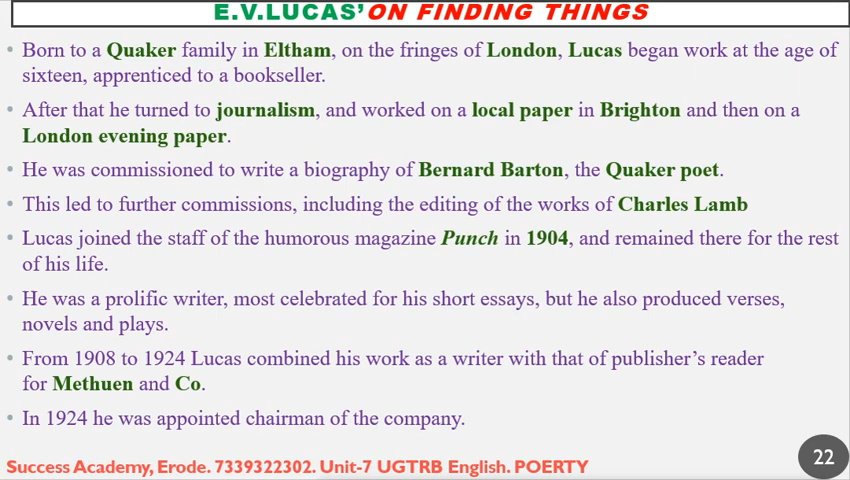 E.V.LUCAS' ON FINDING THINGS
• Born to a Quaker family in Eltham, on the fringes of London, Lucas began work at the age of
sixteen, apprenticed to a bookseller.
• After that he turned to journalism, and worked on a local paper in Brighton and then on a
London evening paper.
• He was commissioned to write a biography of Bernard Barton, the Quaker poet.
• This led to further commissions, including the editing of the works of Charles Lamb
• Lucas joined the staff of the humorous magazine Punch in 1904, and remained there for the rest
of his life.
• He was a prolific writer, most celebrated for his short essays, but he also produced verses,
novels and plays.
• From 1908 to 1924 Lucas combined his work as a writer with that of publisher's reader
for Methuen and Co.
• In 1924 he was appointed chairman of the company.
Success Academy, Erode. 7339322302. Unit-7 UGTRB English. POERTY
22